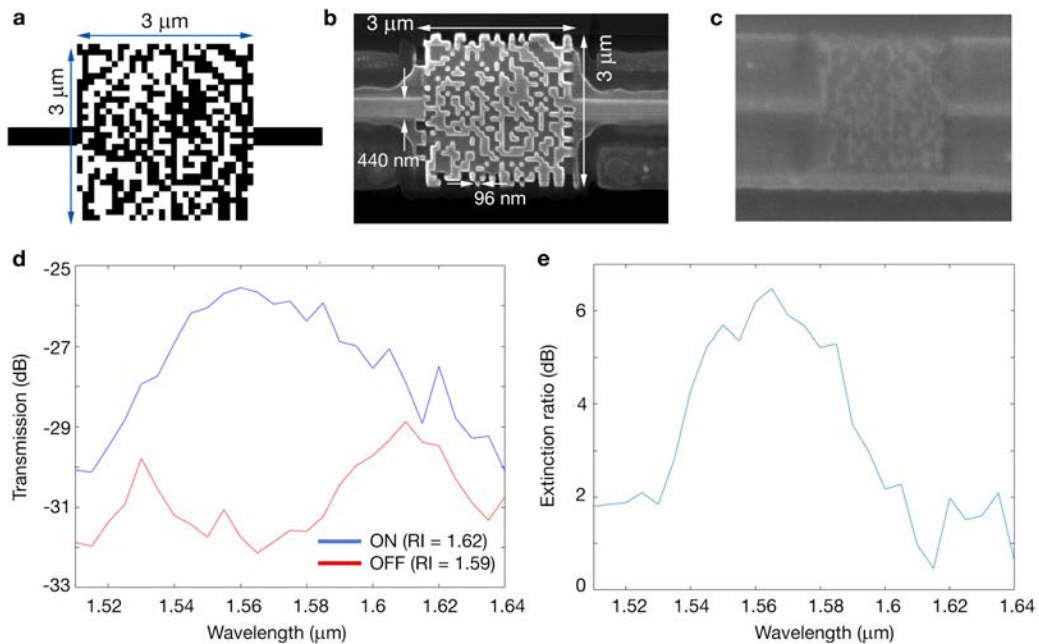 a
3 μm
3 μm
b
3 μm
3 μm
440 nm
96 nm
c
d
-25
-27
-29
-31
-33
Transmission (dB)
ON (RI = 1.62)
OFF (RI = 1.59)
1.52
1.54
1.56
1.58
1.6
1.62
1.64
Wavelength (μm)
e
6
4
2
0
Extinction ratio (dB)
1.52
1.54
1.56
1.58
1.6
1.62
1.64
Wavelength (μm)